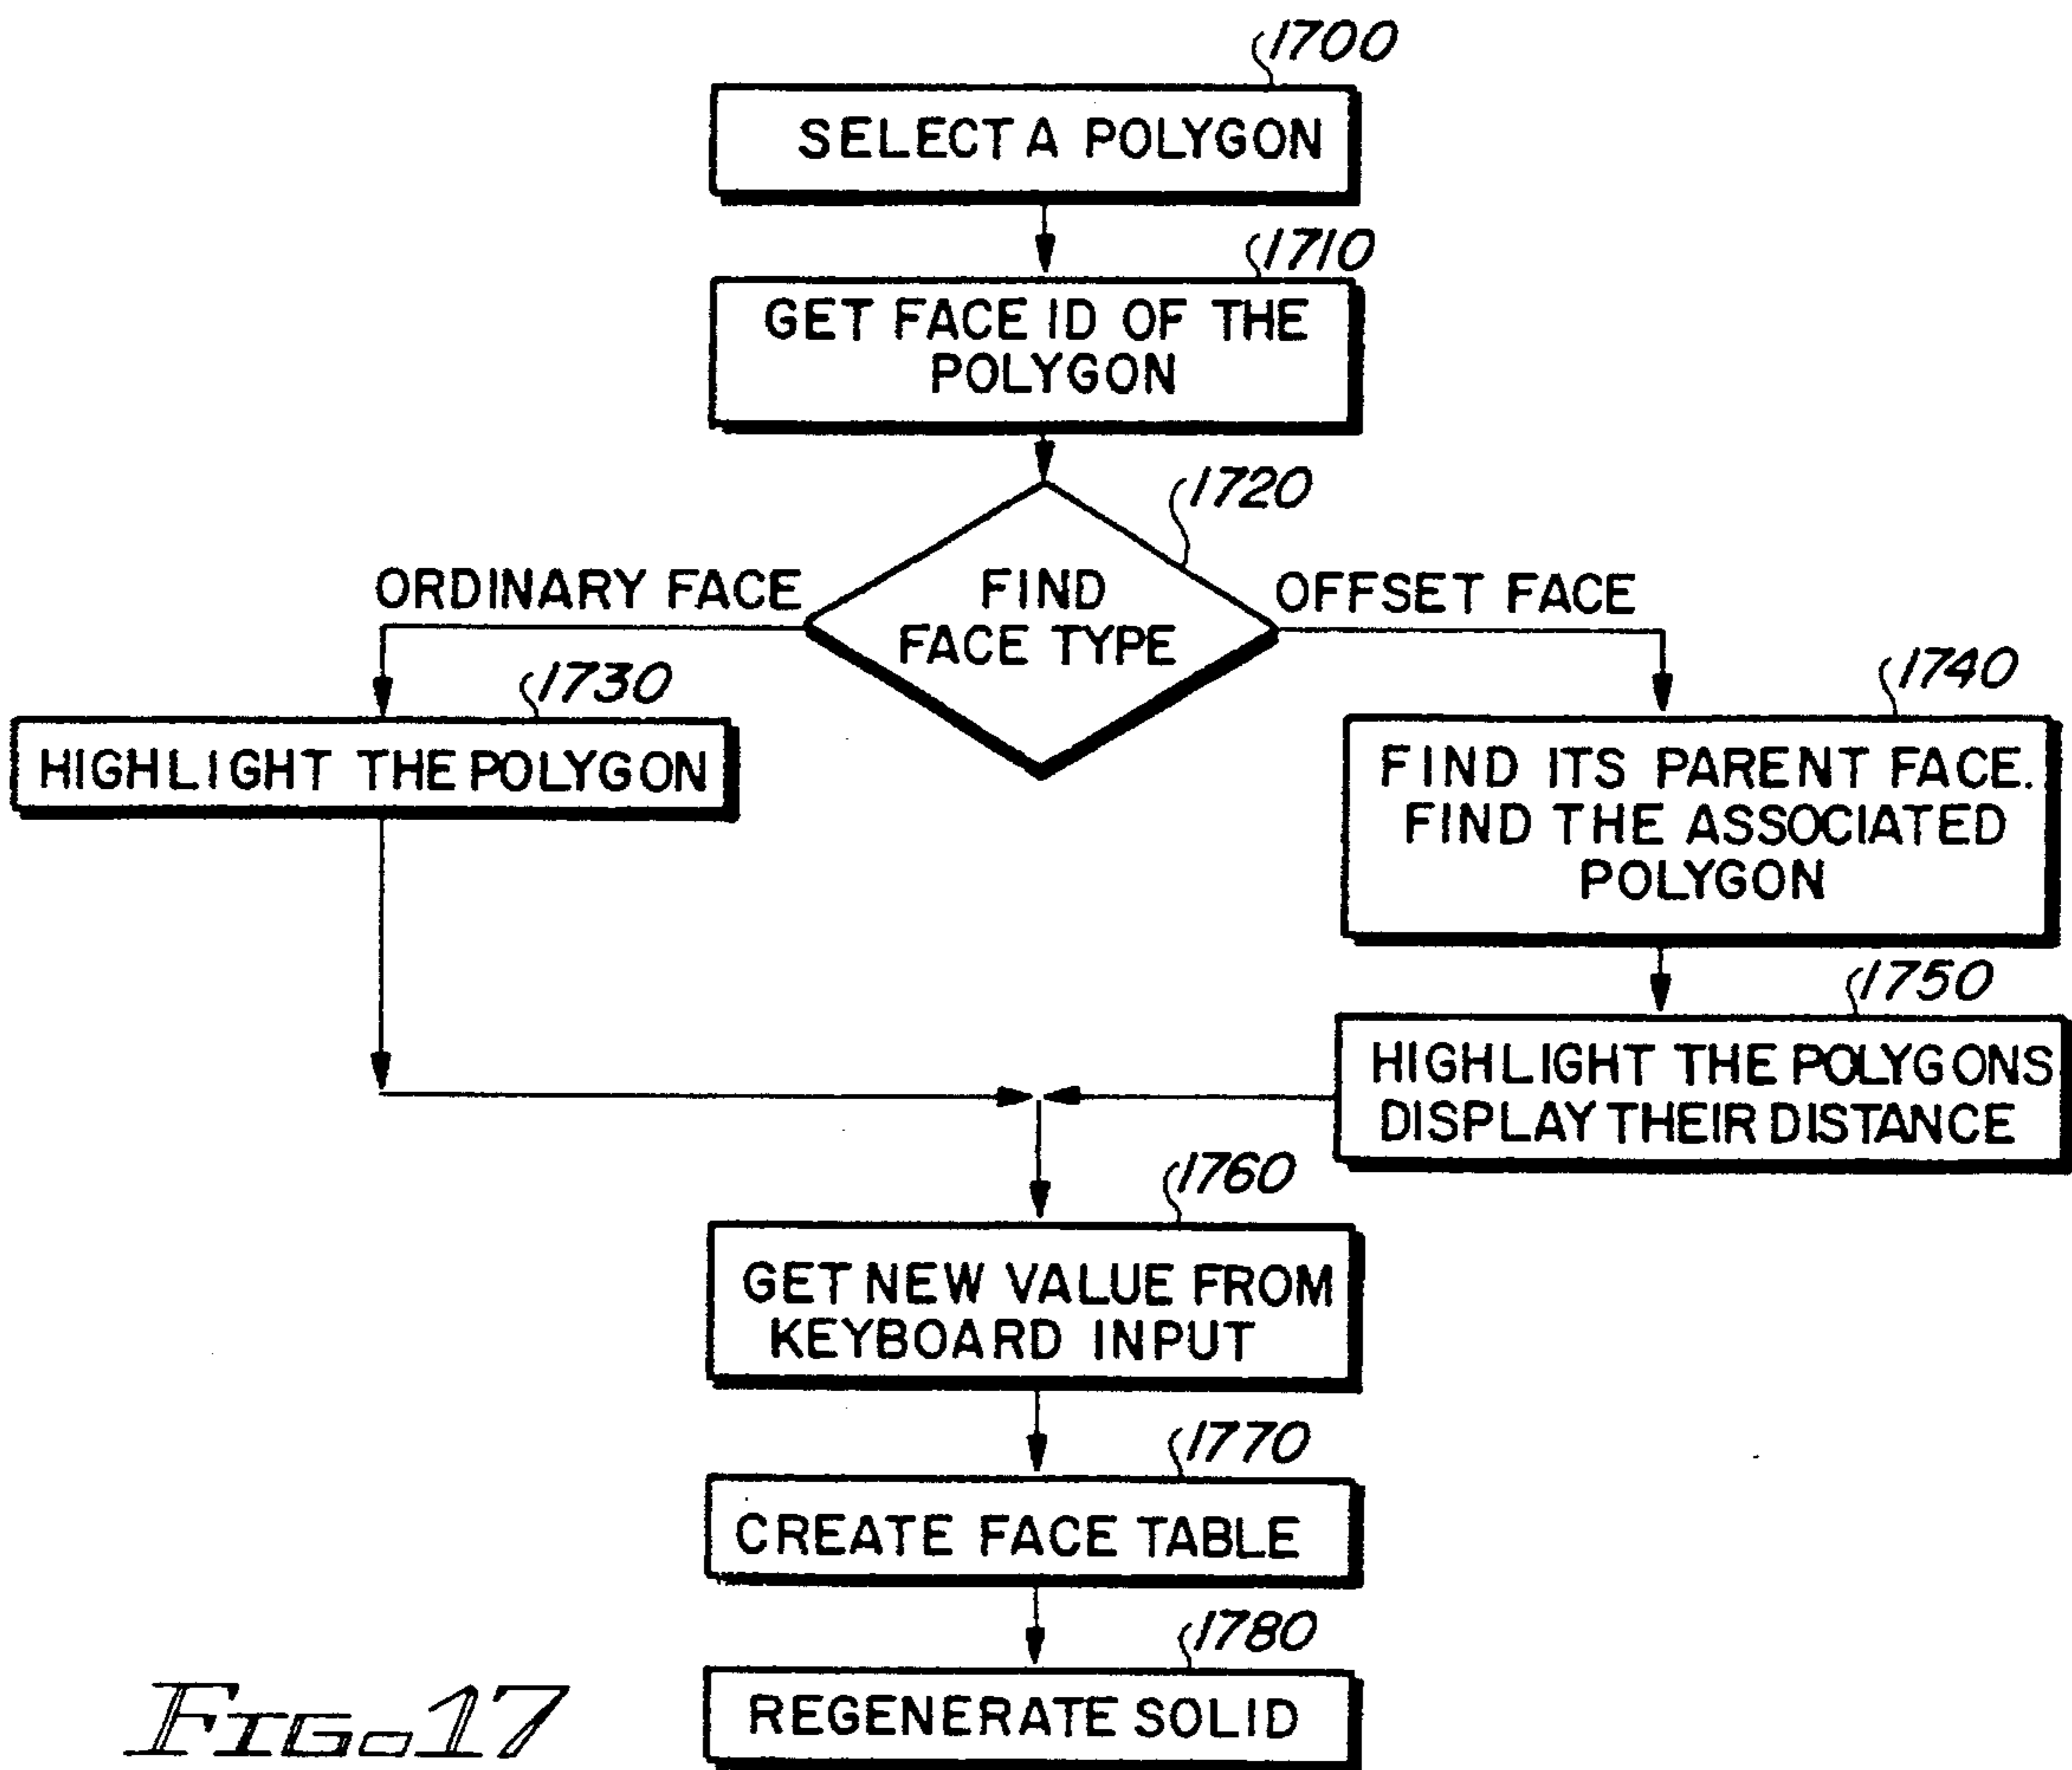 1700
SELECT A POLYGON
1710
GET FACE ID OF THE
POLYGON
1720
FIND
FACE TYPE
ORDINARY FACE
OFFSET FACE
1730
HIGHLIGHT THE POLYGON
1740
FIND ITS PARENT FACE.
FIND THE ASSOCIATED
POLYGON
1750
HIGHLIGHT THE POLYGONS
DISPLAY THEIR DISTANCE
1760
GET NEW VALUE FROM
KEYBOARD INPUT
1770
CREATE FACE TABLE
1780
REGENERATE SOLID
FIG. 17